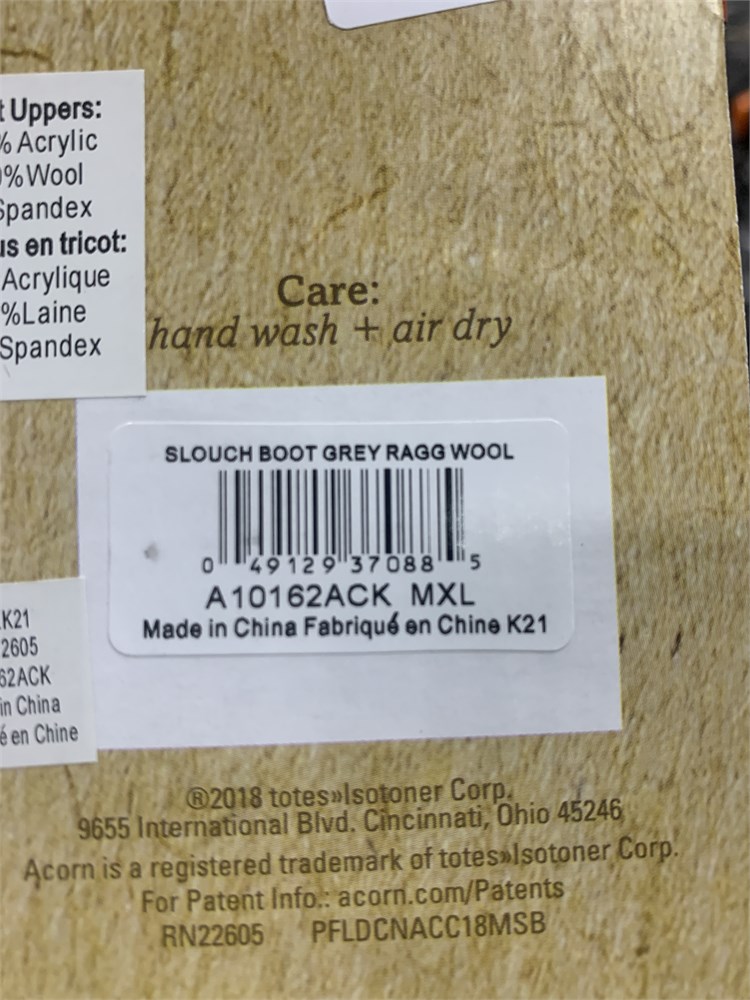 t Uppers:
% Acrylic
0%Wool
Spandex
us en tricot:
Acrylique
%Laine
Spandex
Care:
hand wash + air dry
SLOUCH BOOT GREY RAGG WOOL
0 49129 37088 5
A10162ACK MXL
Made in China Fabriqué en Chine K21
K21
2605
62ACK
in China
é en Chine
®2018 totes»Isotoner Corp.
9655 International Blvd. Cincinnati, Ohio 45246
Acorn is a registered trademark of totes»Isotoner Corp.
For Patent Info.: acorn.com/Patents
RN22605 PFLDCNACC18MSB